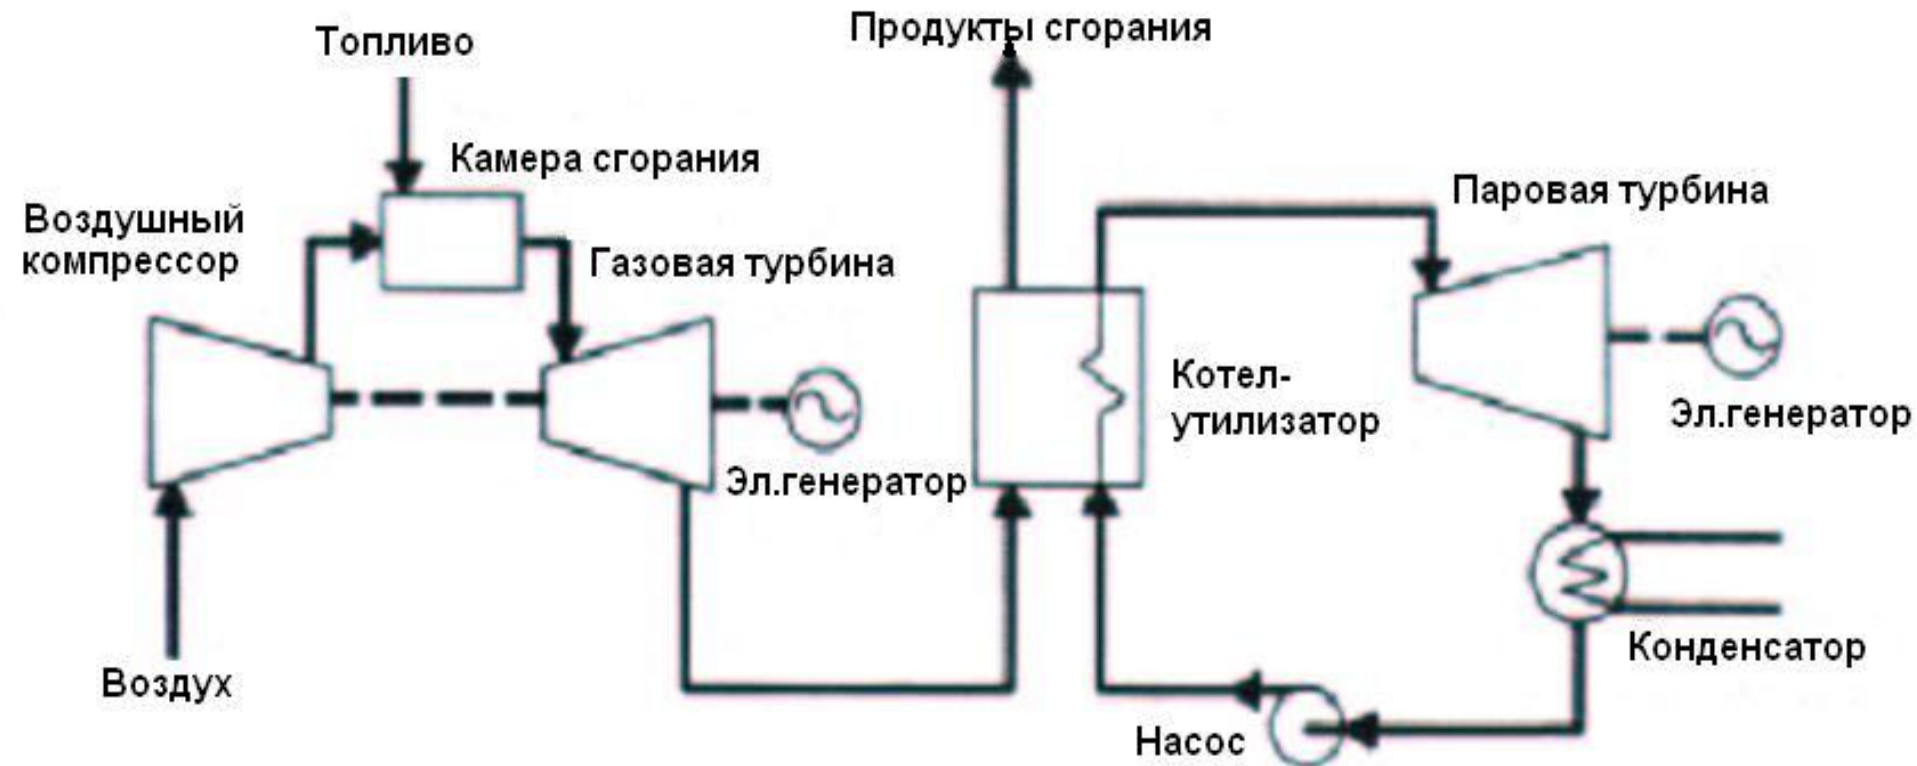 Топливо
Продукты сгорания
Камера сгорания
Паровая турбина
Воздушный
компрессор
Газовая турбина
Котел-
утилизатор
Эл.генератор
Эл.генератор
Конденсатор
Воздух
Насос